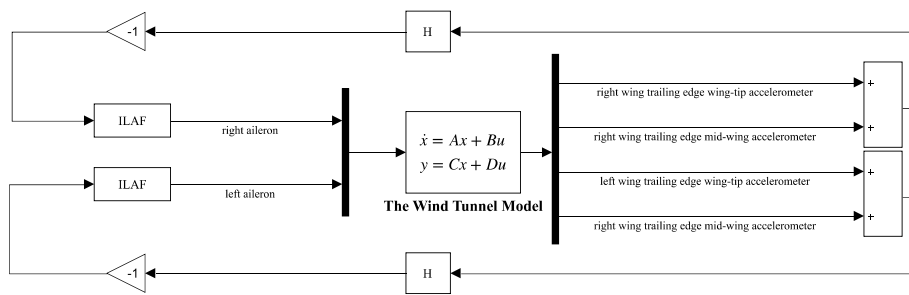 -1
H
right wing trailing edge wing-tip accelerometer
+
ILAF
right aileron
right wing trailing edge mid-wing accelerometer
+
ẋ = Ax + Bu
y = Cx + Du
ILAF
left aileron
left wing trailing edge wing-tip accelerometer
+
The Wind Tunnel Model
right wing trailing edge mid-wing accelerometer
+
-1
H